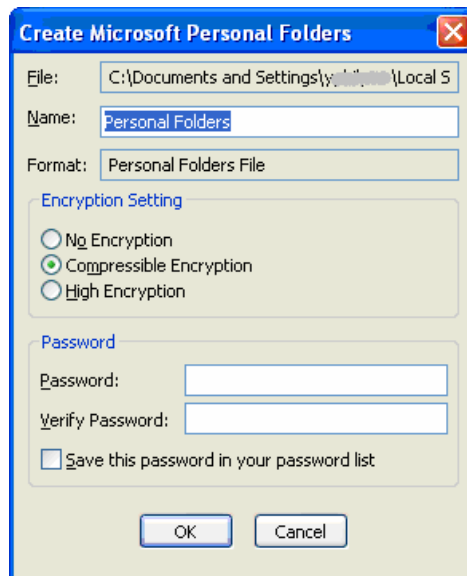 Create Microsoft Personal Folders
File: C:\Documents and Settings\ \Local S
Name: Personal Folders
Format: Personal Folders File
Encryption Setting
No Encryption
Compressible Encryption
High Encryption
Password
Password:
Verify Password:
Save this password in your password list
OK Cancel